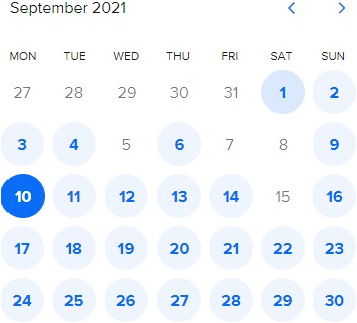 September 2021
MON TUE WED THU FRI SAT SUN
27 28 29 30 31 1 2
3 4 5 6 7 8 9
10 11 12 13 14 15 16
17 18 19 20 21 22 23
24 25 26 27 28 29 30